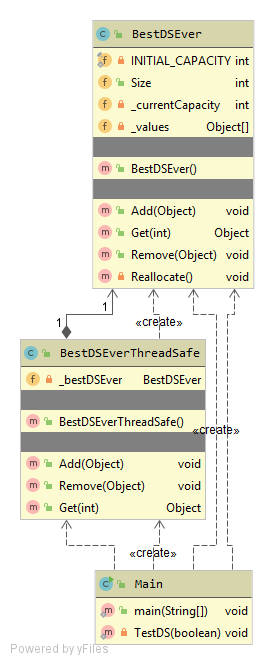 C BestDSEver
f INITIAL_CAPACITY int
f Size int
f _currentCapacity int
f _values Object[]
m BestDSEver()
m Add(Object) void
m Get(int) Object
m Remove(Object) void
m Reallocate() void
1
1
«create»
C BestDSEverThreadSafe
f _bestDSEver BestDSEver
m BestDSEverThreadSafe()
«create»
m Add(Object) void
m Remove(Object) void
m Get(int) Object
«create»
C Main
m main(String[]) void
m TestDS(boolean) void
Powered by yFiles